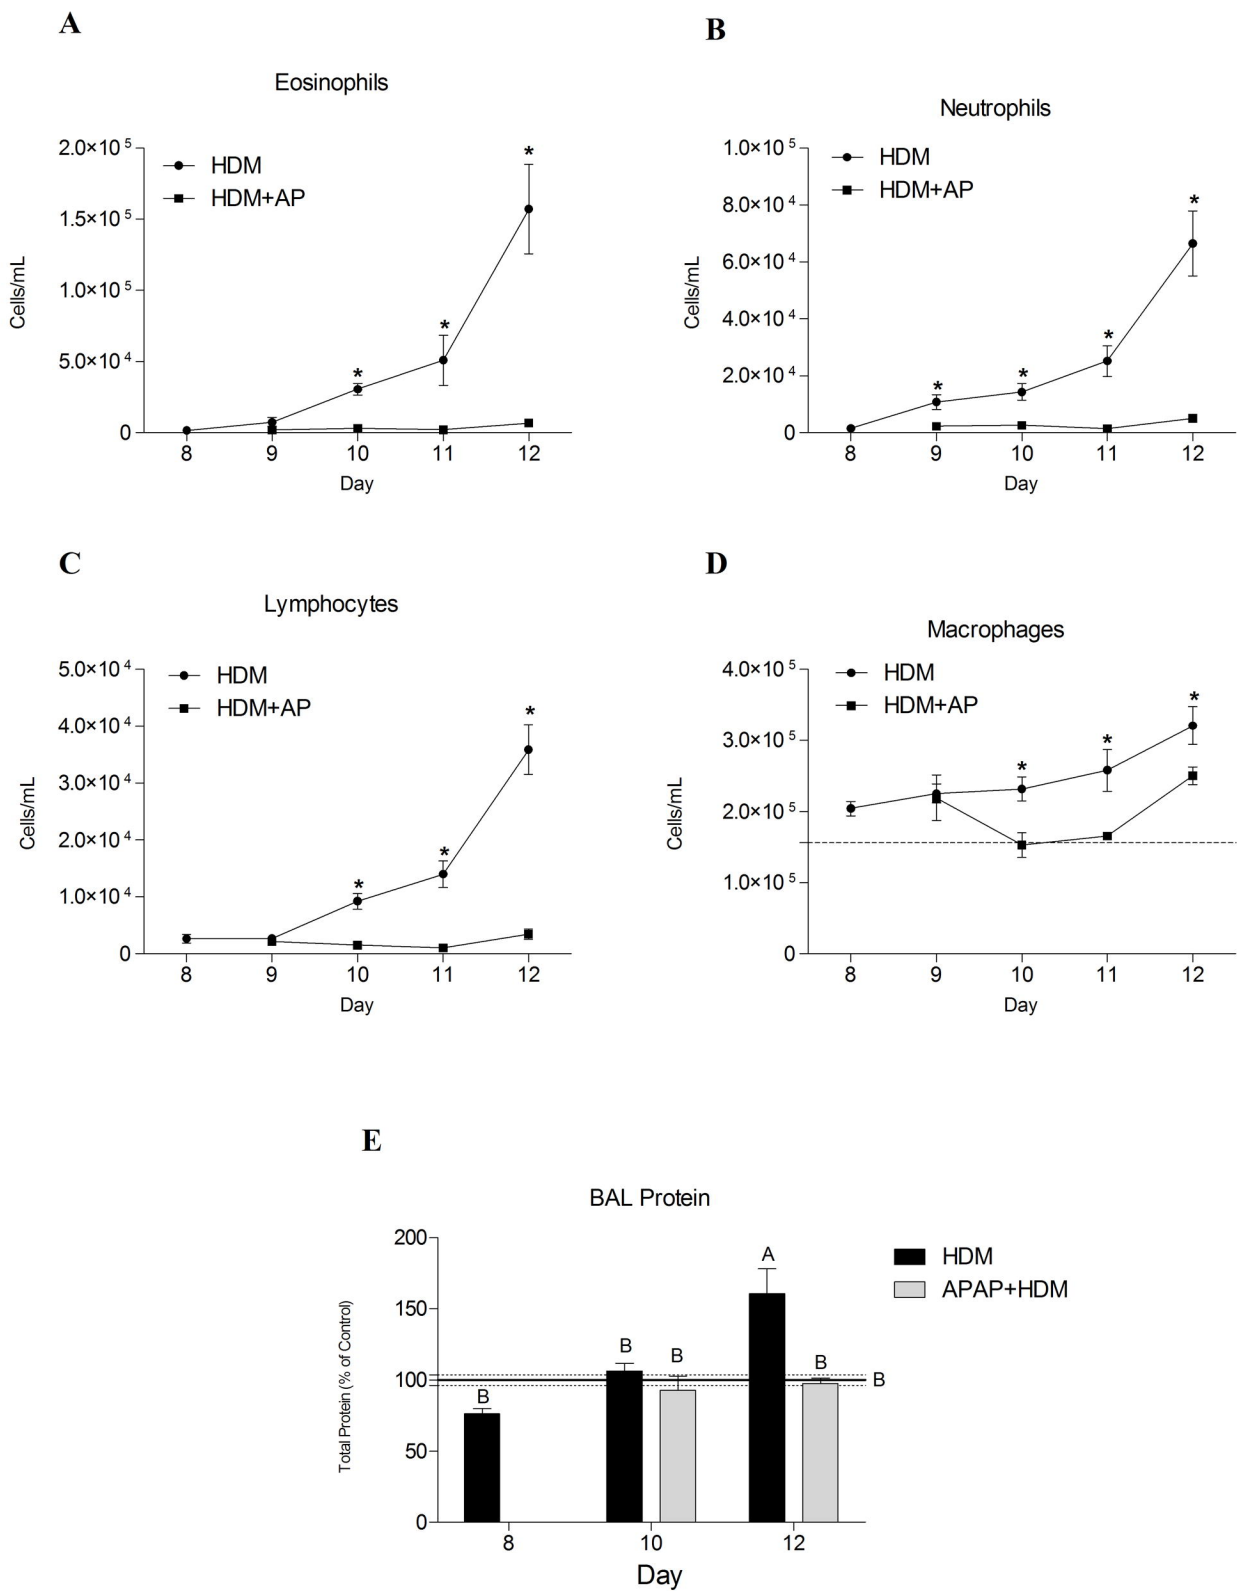 A
Eosinophils
2.0×10⁵
1.5×10⁵
1.0×10⁵
5.0×10⁴
0
Cells/mL
HDM
HDM+AP
*
*
*
8 9 10 11 12
Day
B
Neutrophils
1.0×10⁵
8.0×10⁴
6.0×10⁴
4.0×10⁴
2.0×10⁴
0
Cells/mL
HDM
HDM+AP
*
*
*
*
8 9 10 11 12
Day
C
Lymphocytes
5.0×10⁴
4.0×10⁴
3.0×10⁴
2.0×10⁴
1.0×10⁴
0
Cells/mL
HDM
HDM+AP
*
*
*
8 9 10 11 12
Day
D
Macrophages
4.0×10⁵
3.0×10⁵
2.0×10⁵
1.0×10⁵
0
Cells/mL
HDM
HDM+AP
*
*
*
8 9 10 11 12
Day
E
BAL Protein
200
150
100
50
0
Total Protein (% of Control)
B
B
B
A
B
B
HDM
APAP+HDM
8 10 12
Day